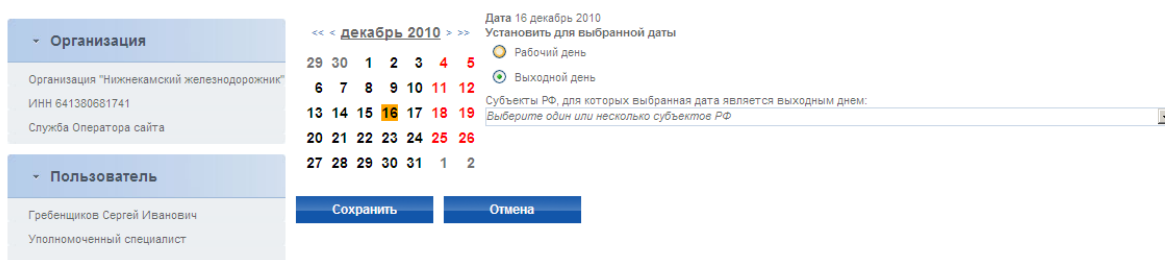 Организация
Организация "Нижнекамский железнодорожник"
ИНН 641380681741
Служба Оператора сайта
Пользователь
Гребенщиков Сергей Иванович
Уполномоченный специалист
<< < декабрь 2010 > >>
29 30 1 2 3 4 5
6 7 8 9 10 11 12
13 14 15 16 17 18 19
20 21 22 23 24 25 26
27 28 29 30 31 1 2
Дата 16 декабрь 2010
Установить для выбранной даты
Рабочий день
Выходной день
Субъекты РФ, для которых выбранная дата является выходным днем:
Выберите один или несколько субъектов РФ
Сохранить
Отмена